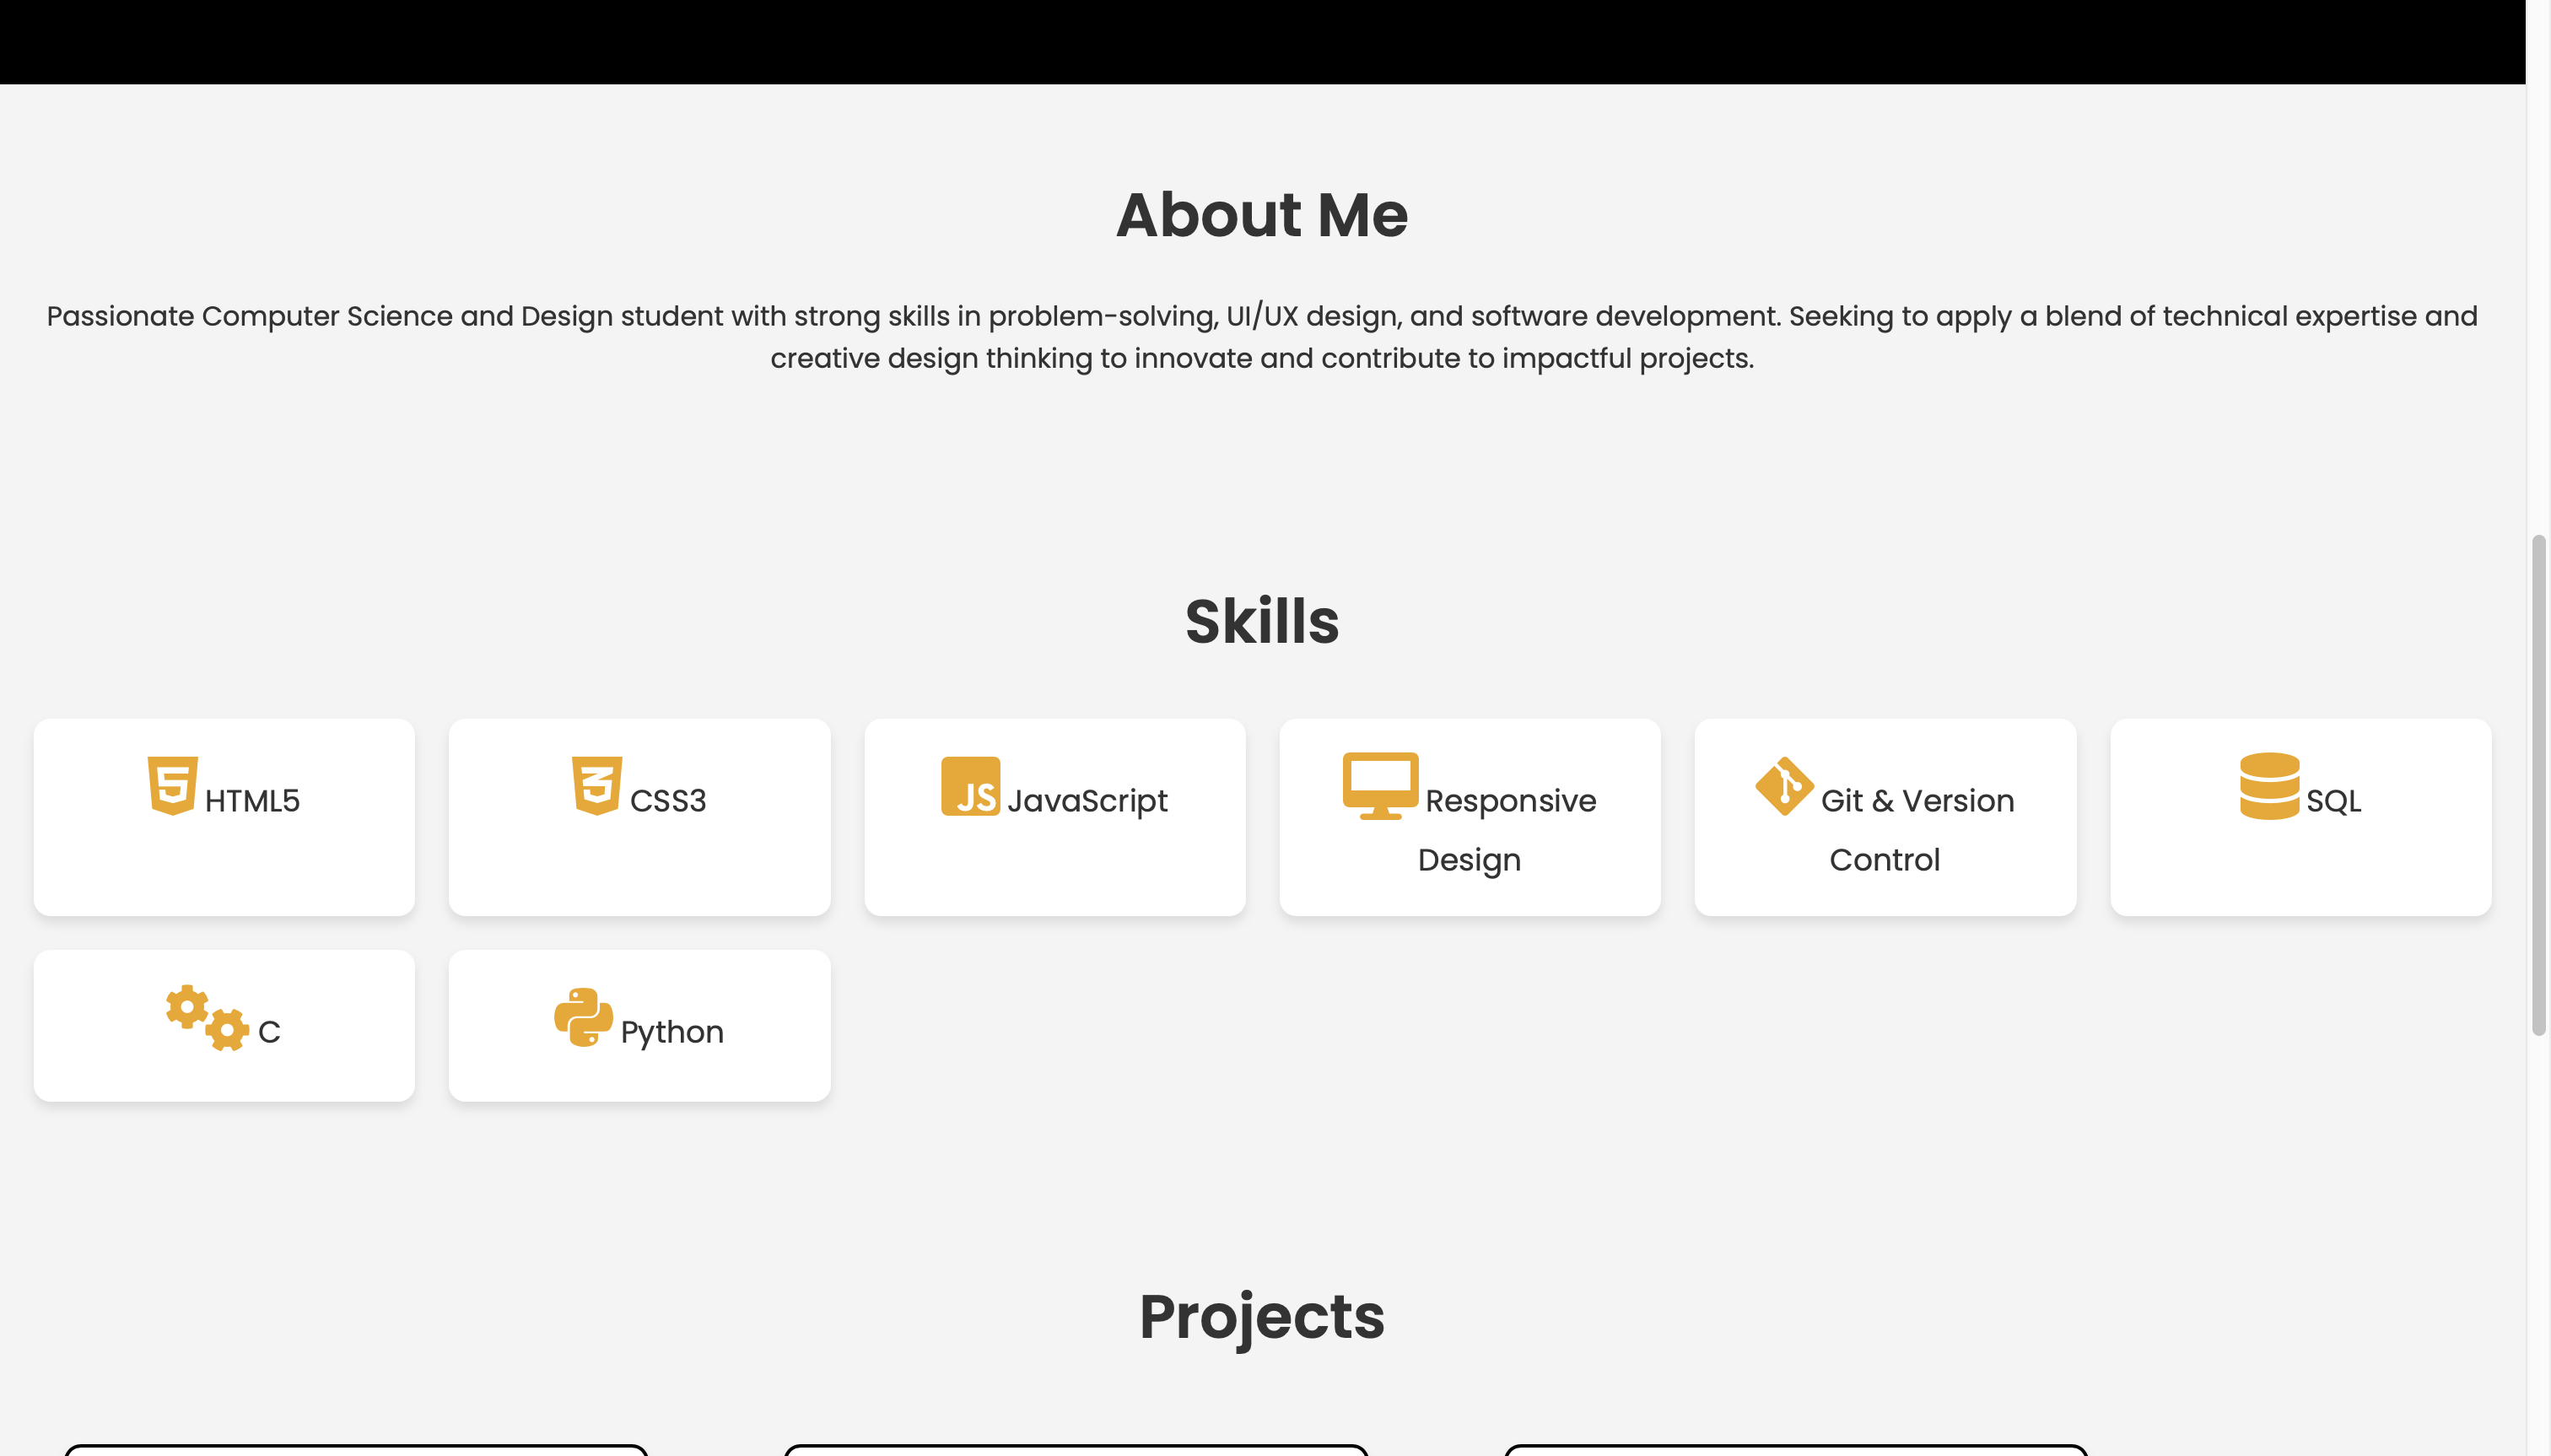 About Me
Passionate Computer Science and Design student with strong skills in problem-solving, UI/UX design, and software development. Seeking to apply a blend of technical expertise and
creative design thinking to innovate and contribute to impactful projects.
Skills
HTML5
CSS3
JS JavaScript
Responsive
Design
Git & Version
Control
SQL
C
Python
Projects